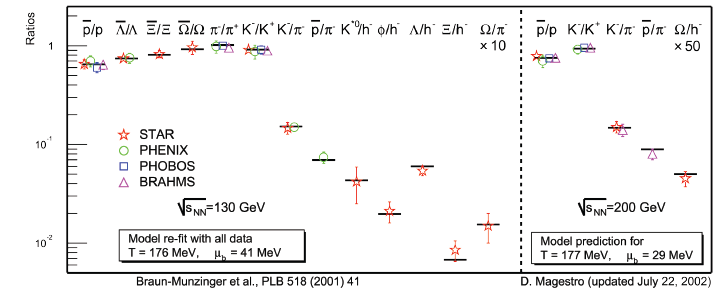 Ratios
p̅/p Λ̅/Λ Ξ̅/Ξ Ω̅/Ω π⁻/π⁺ K⁻/K⁺ K⁻/π⁻ p̅/π⁻ K*⁰/h⁻ ϕ/h⁻ Λ/h⁻ Ξ/h⁻ Ω/π⁻
×10
p̅/p K⁻/K⁺ K⁻/π⁻ p̅/π⁻ Ω/h⁻
×50
1
10⁻¹
10⁻²
STAR
PHENIX
PHOBOS
BRAHMS
√s_NN=130 GeV
Model re-fit with all data
T = 176 MeV, μ_b = 41 MeV
√s_NN=200 GeV
Model prediction for
T = 177 MeV, μ_b = 29 MeV
Braun-Munzinger et al., PLB 518 (2001) 41
D. Magestro (updated July 22, 2002)